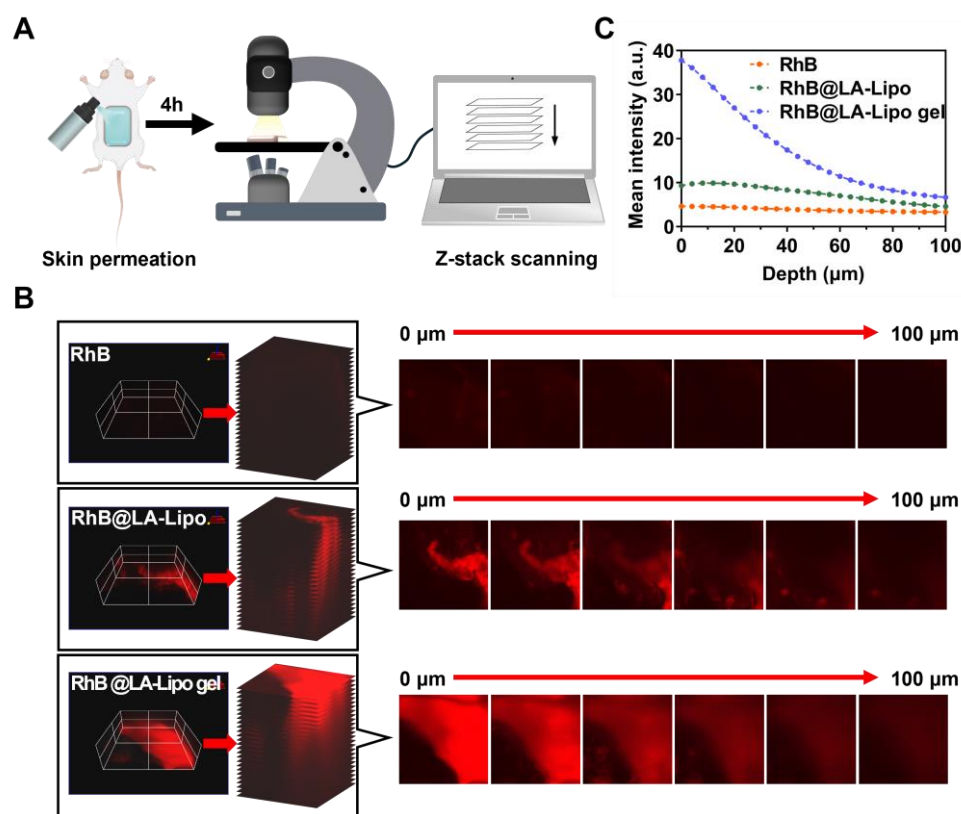 A
4h
Skin permeation
Z-stack scanning
C
Mean intensity (a.u.)
40
30
20
10
0
RhB
RhB@LA-Lipo
RhB@LA-Lipo gel
0 20 40 60 80 100
Depth (μm)
B
RhB
0 μm 100 μm
RhB@LA-Lipo
0 μm 100 μm
RhB @LA-Lipo gel
0 μm 100 μm